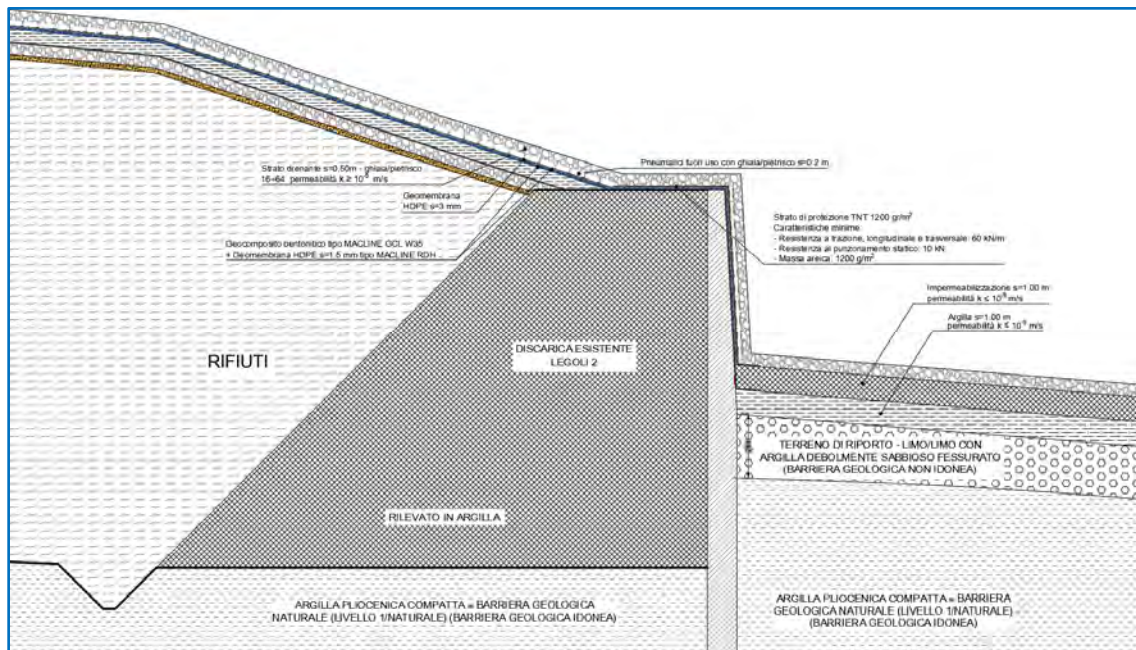 Pneumatici fuori uso con ghiaia/pietrisco s=0.2 m
Strato drenante s=0.50m - ghiaia/pietrisco
16÷64 permeabilità k ≥ 10⁻⁵ m/s
Geomembrana
HDPE s=3 mm
Geocomposito bentonitico tipo MACLINE GCL W35
+ Geomembrana HDPE s=1.5 mm tipo MACLINE RDH
Strato di protezione TNT 1200 gr/m²
Caratteristiche minime
- Resistenza a trazione, longitudinale e trasversale: 60 kN/m
- Resistenza al punzonamento statico: 10 kN
- Massa areica: 1200 g/m²
Impermeabilizzazione s=1.00 m
permeabilità k ≤ 10⁻⁹ m/s
Argilla s=1.00 m
permeabilità k ≤ 10⁻⁹ m/s
RIFIUTI
DISCARICA ESISTENTE
LEGOLI 2
TERRENO DI RIPORTO - LIMO/LIMO CON
ARGILLA DEBOLMENTE SABBIOSO FESSURATO
(BARRIERA GEOLOGICA NON IDONEA)
RILEVATO IN ARGILLA
ARGILLA PLIOCENICA COMPATTA = BARRIERA GEOLOGICA
NATURALE (LIVELLO 1/NATURALE) (BARRIERA GEOLOGICA IDONEA)
ARGILLA PLIOCENICA COMPATTA = BARRIERA
GEOLOGICA NATURALE (LIVELLO 1/NATURALE)
(BARRIERA GEOLOGICA IDONEA)